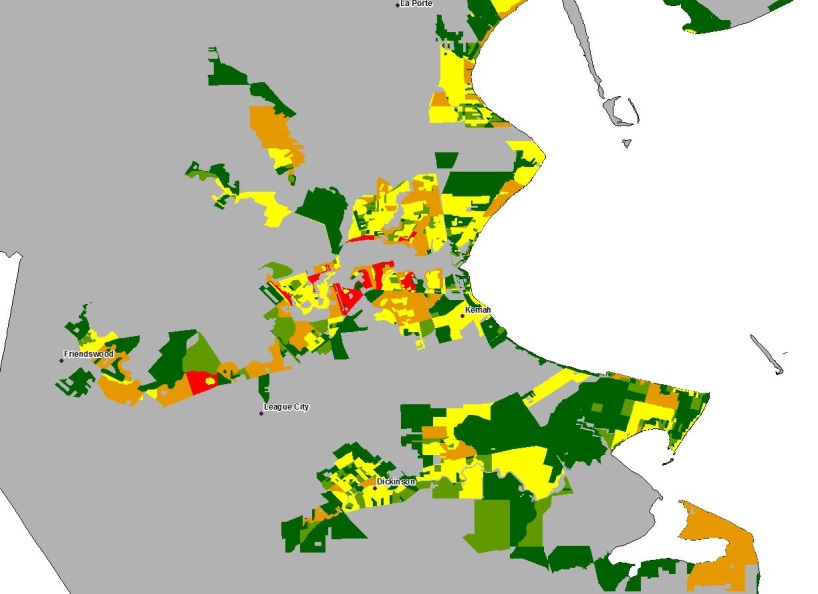 La Porte
Kemah
Friendswood
League City
Dickinson